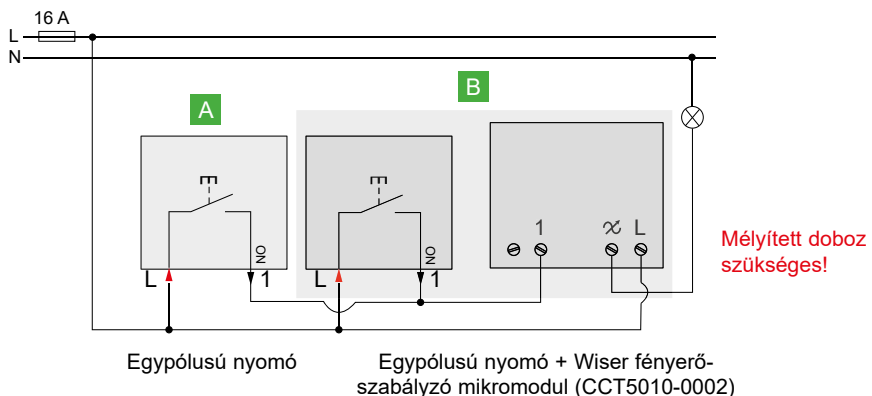 16 A
L
N
A
B
1
L
NO
NO
L
1
L
1
Mélyített doboz
szükséges!
Egypólusú nyomó
Egypólusú nyomó + Wiser fényerő-
szabályzó mikromodul (CCT5010-0002)